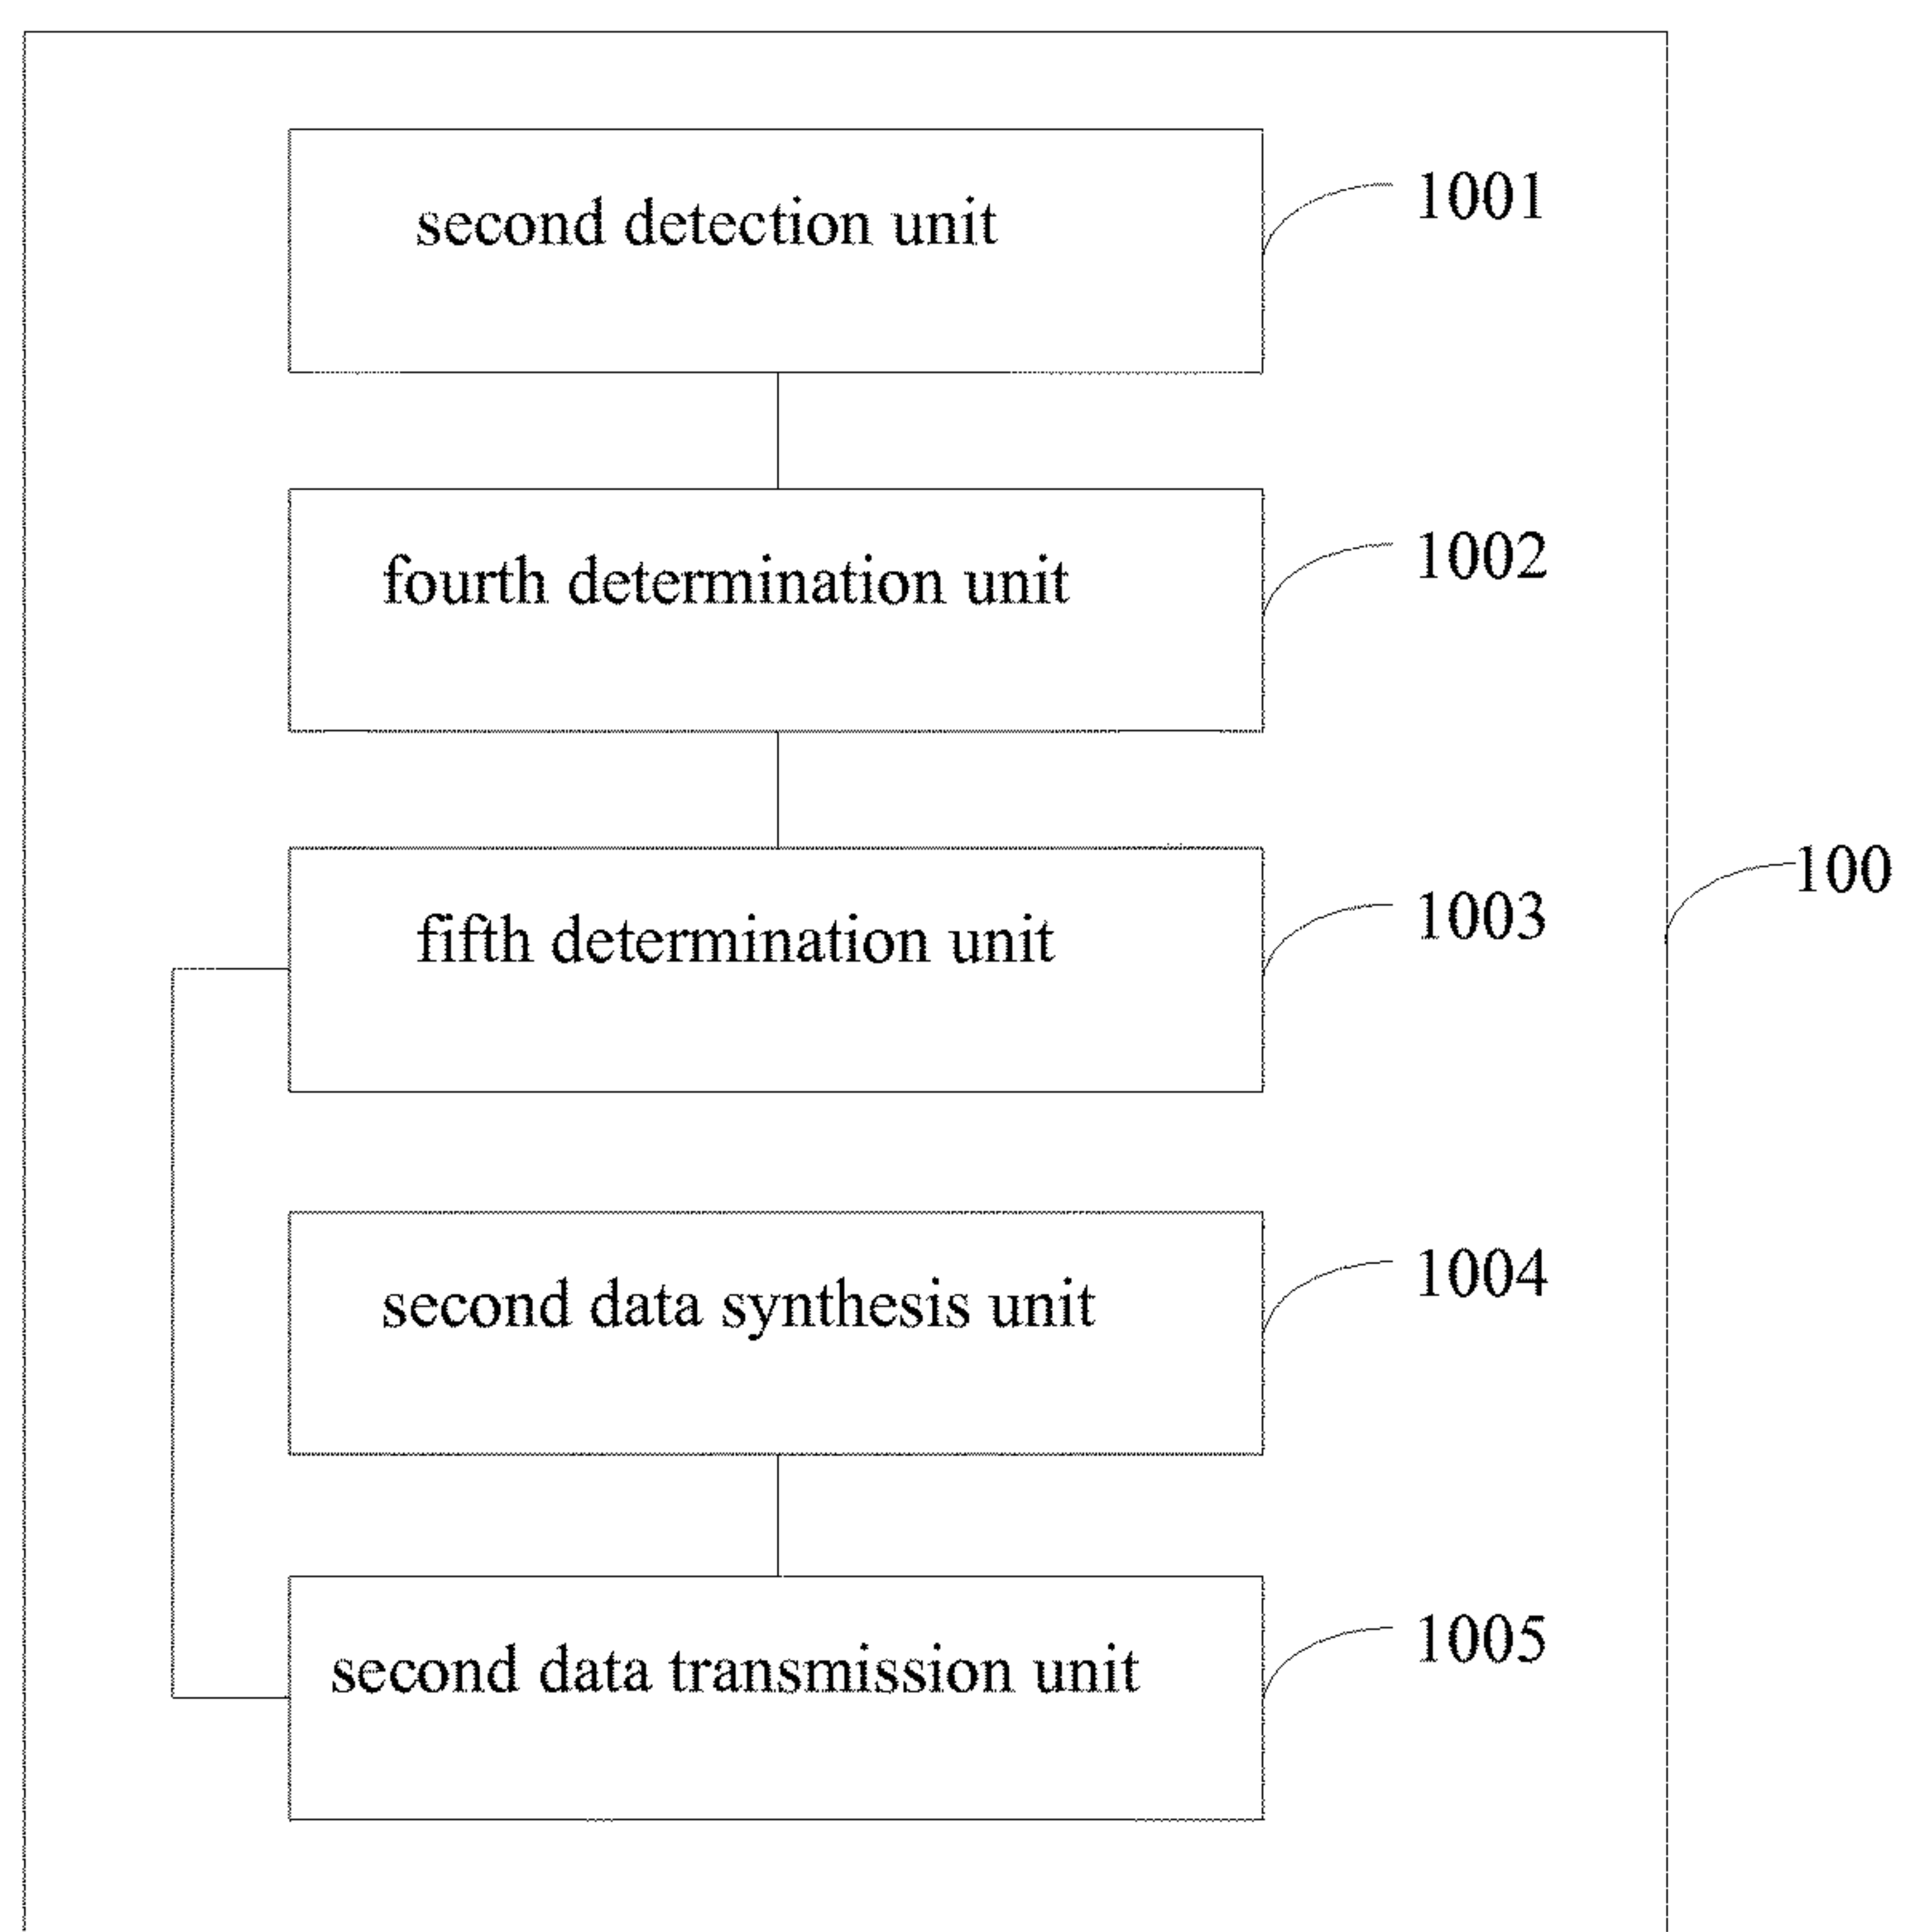 second detection unit 1001
fourth determination unit 1002
100
fifth determination unit 1003
second data synthesis unit 1004
second data transmission unit 1005